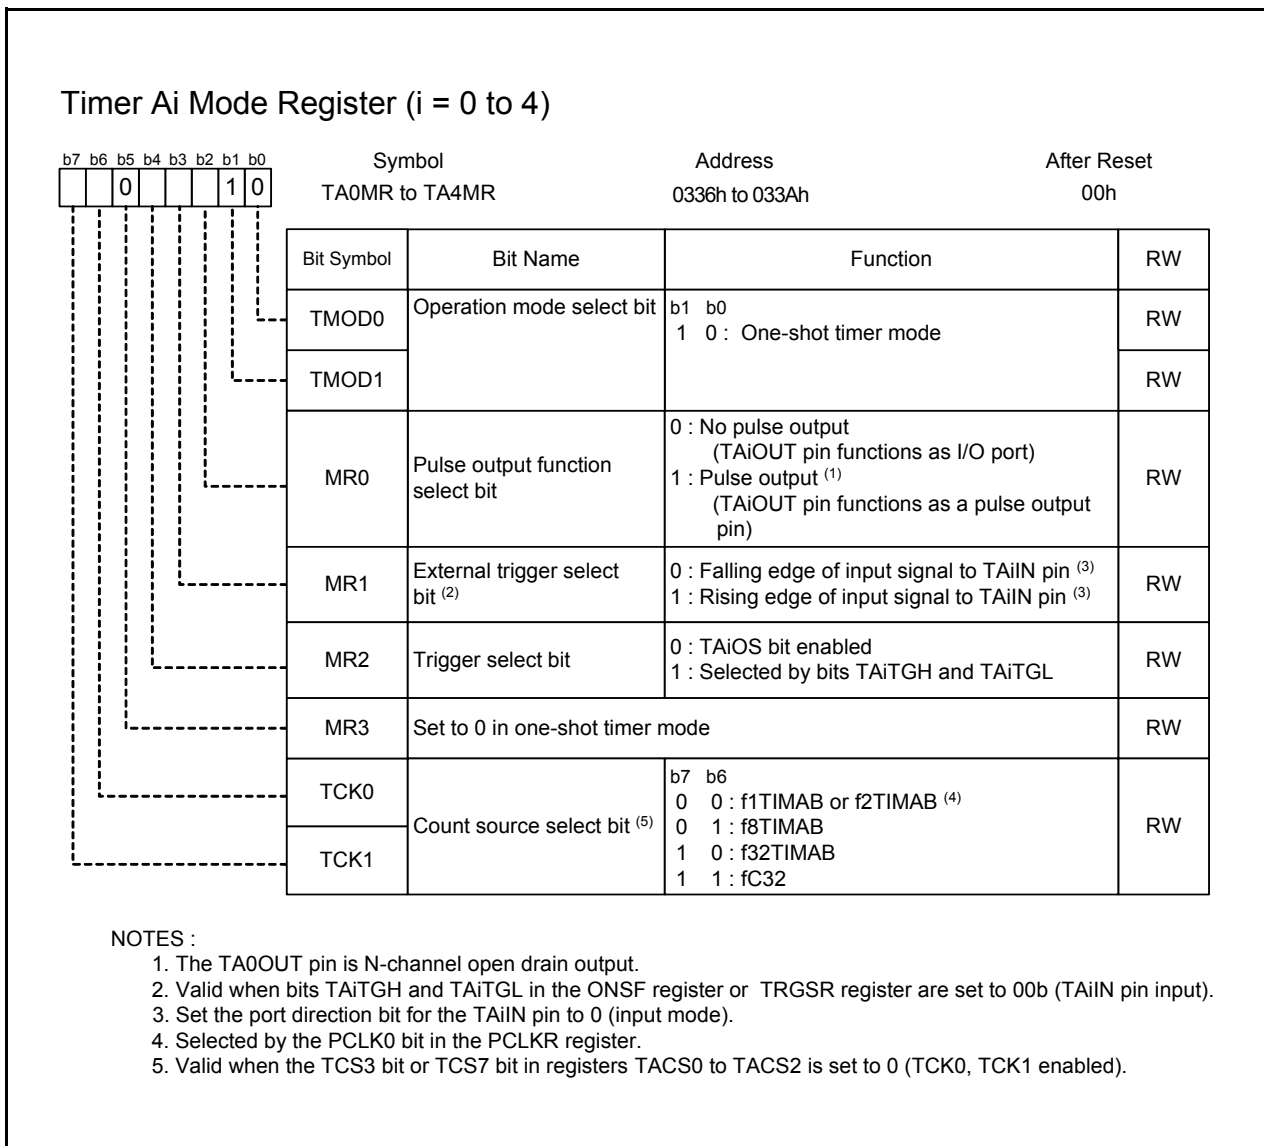 Timer Ai Mode Register (i = 0 to 4)
b7 b6 b5 b4 b3 b2 b1 b0
0 1 0
Symbol Address After Reset
TA0MR to TA4MR 0336h to 033Ah 00h
Bit Symbol Bit Name Function RW
TMOD0 Operation mode select bit b1 b0 RW
1 0 : One-shot timer mode
TMOD1 RW
MR0 Pulse output function select bit 0 : No pulse output RW
(TAiOUT pin functions as I/O port)
1 : Pulse output (1)
(TAiOUT pin functions as a pulse output
pin)
MR1 External trigger select bit (2) 0 : Falling edge of input signal to TAiIN pin (3) RW
1 : Rising edge of input signal to TAiIN pin (3)
MR2 Trigger select bit 0 : TAiOS bit enabled RW
1 : Selected by bits TAiTGH and TAiTGL
MR3 Set to 0 in one-shot timer mode RW
TCK0 Count source select bit (5) b7 b6 RW
0 0 : f1TIMAB or f2TIMAB (4)
0 1 : f8TIMAB
TCK1 1 0 : f32TIMAB
1 1 : fC32
NOTES :
1. The TA0OUT pin is N-channel open drain output.
2. Valid when bits TAiTGH and TAiTGL in the ONSF register or TRGSR register are set to 00b (TAiIN pin input).
3. Set the port direction bit for the TAiIN pin to 0 (input mode).
4. Selected by the PCLK0 bit in the PCLKR register.
5. Valid when the TCS3 bit or TCS7 bit in registers TACS0 to TACS2 is set to 0 (TCK0, TCK1 enabled).